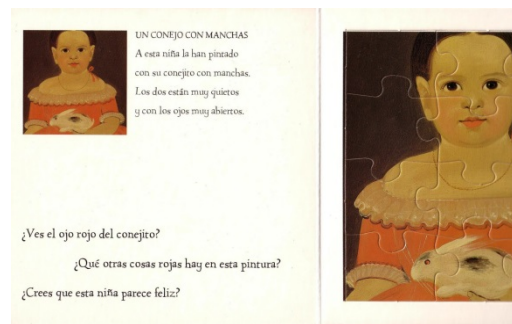 UN CONEJO CON MANCHAS
A esta niña la han pintado
con su conejito con manchas.
Los dos están muy quietos
y con los ojos muy abiertos.
¿Ves el ojo rojo del conejito?
¿Qué otras cosas rojas hay en esta pintura?
¿Crees que esta niña parece feliz?